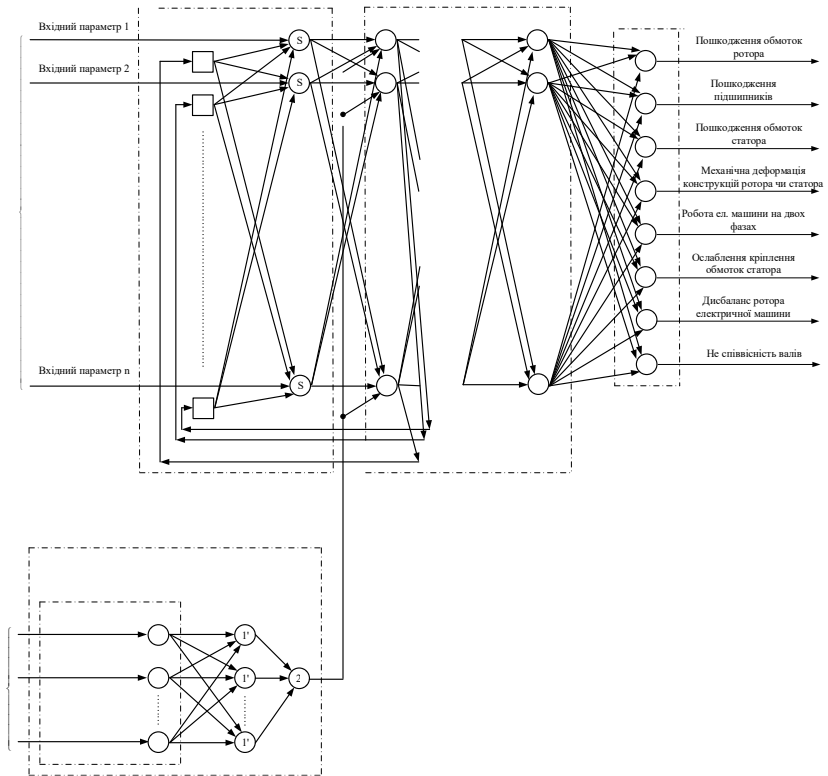 Вхідний параметр 1
Вхідний параметр 2
Вхідний параметр n
S
S
S
Пошкодження обмоток
ротора
Пошкодження
підшипників
Пошкодження обмоток
статора
Механічна деформація
конструкцій ротора чи статора
Робота ел. машини на двох
фазах
Ослаблення кріплення
обмоток статора
Дисбаланс ротора
електричної машини
Не співвісність валів
1'
1'
2
1'